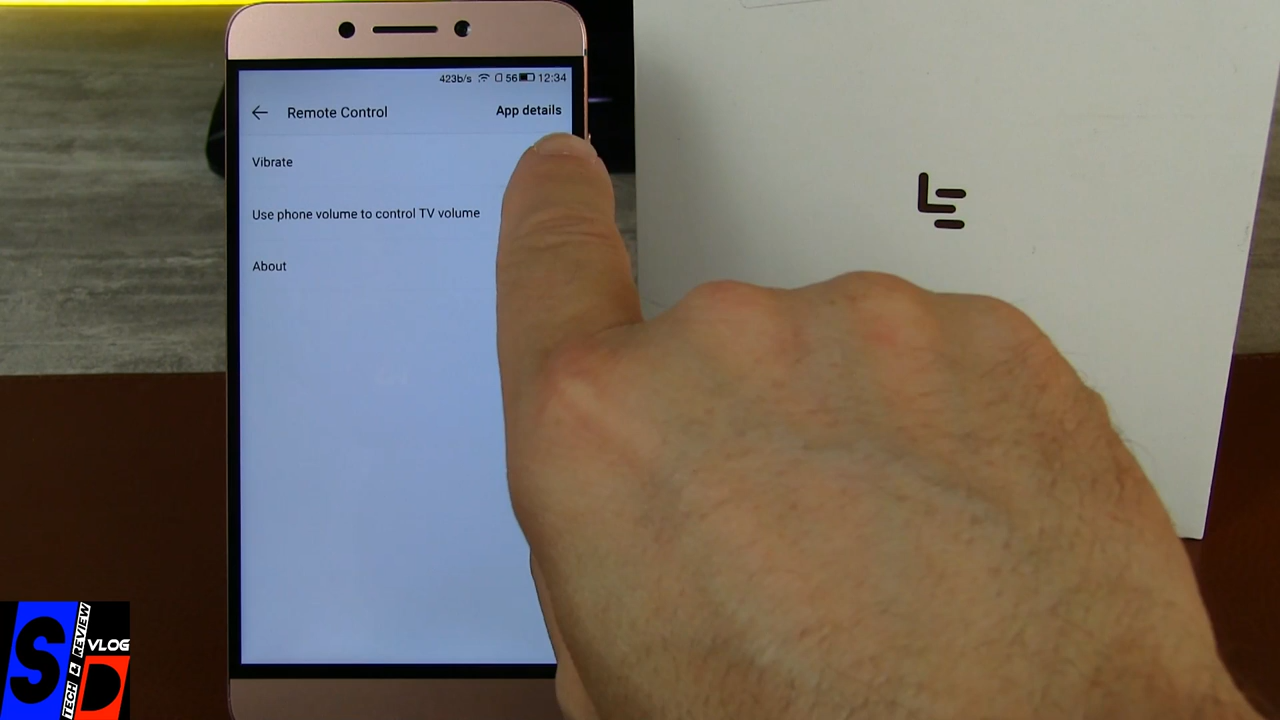 423b/s 56 12:34
Remote Control App details
Vibrate
Use phone volume to control TV volume
About
LE
S TECH & REVIEW VLOG D